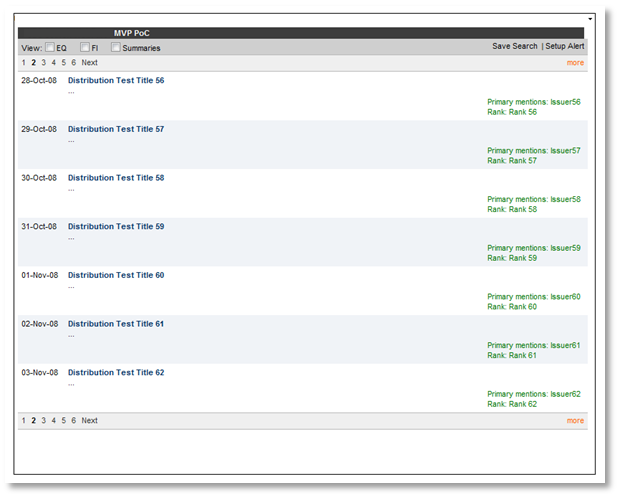 MVP PoC
View: EQ FI Summaries Save Search | Setup Alert
1 2 3 4 5 6 Next more
28-Oct-08 Distribution Test Title 56
...
Primary mentions: Issuer56
Rank: Rank 56
29-Oct-08 Distribution Test Title 57
...
Primary mentions: Issuer57
Rank: Rank 57
30-Oct-08 Distribution Test Title 58
...
Primary mentions: Issuer58
Rank: Rank 58
31-Oct-08 Distribution Test Title 59
...
Primary mentions: Issuer59
Rank: Rank 59
01-Nov-08 Distribution Test Title 60
...
Primary mentions: Issuer60
Rank: Rank 60
02-Nov-08 Distribution Test Title 61
...
Primary mentions: Issuer61
Rank: Rank 61
03-Nov-08 Distribution Test Title 62
...
Primary mentions: Issuer62
Rank: Rank 62
1 2 3 4 5 6 Next more